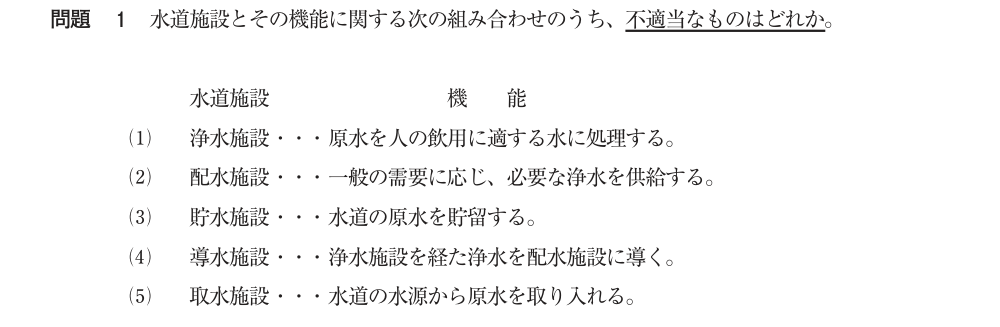 問題　1　水道施設とその機能に関する次の組み合わせのうち、不適当なものはどれか。
水道施設　　機　能
(1)　浄水施設・・・原水を人の飲用に適する水に処理する。
(2)　配水施設・・・一般の需要に応じ、必要な浄水を供給する。
(3)　貯水施設・・・水道の原水を貯留する。
(4)　導水施設・・・浄水施設を経た浄水を配水施設に導く。
(5)　取水施設・・・水道の水源から原水を取り入れる。